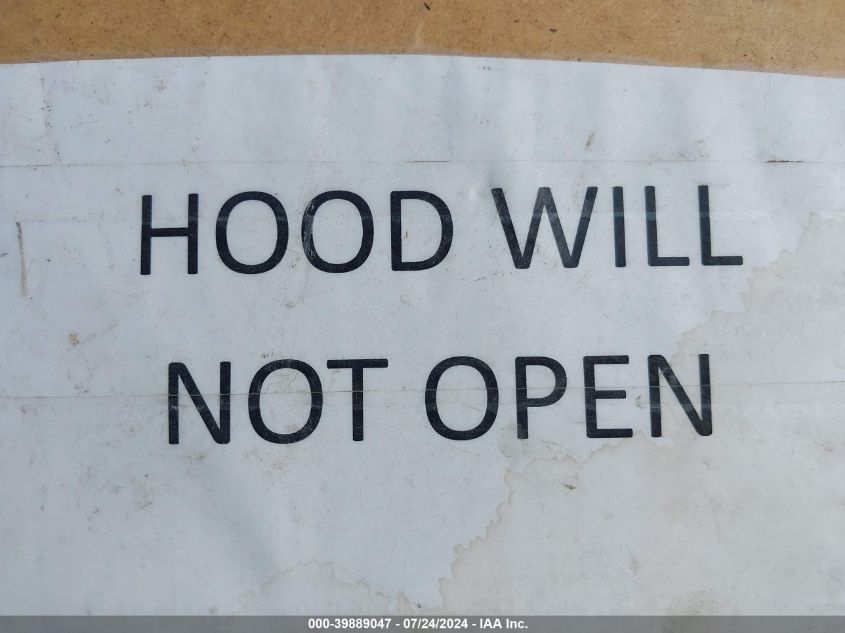 HOOD WILL
NOT OPEN
000-39889047 - 07/24/2024 - IAA Inc.